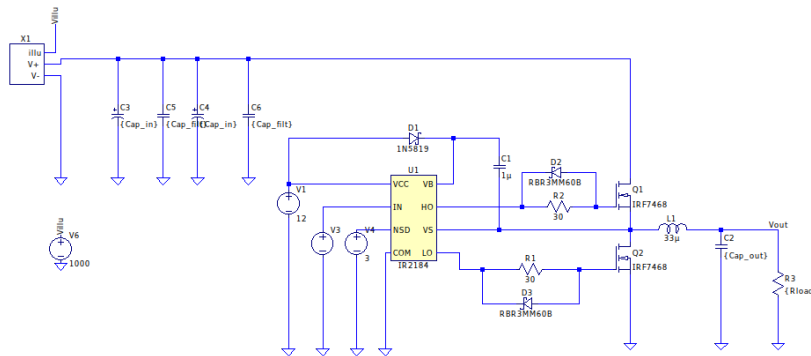 Villu
X1
illu
V+
V-
C3
{Cap_in}
C5
{Cap_filt}
C4
{Cap_in}
C6
{Cap_filt}
D1
1N5819
C1
1µ
U1
VCC
VB
IN
HO
NSD
VS
COM
LO
IR2184
D2
RBR3MM60B
R2
30
Q1
IRF7468
V1
12
V3
V4
3
Villu
V6
1000
L1
33µ
Vout
C2
{Cap_out}
Q2
IRF7468
R1
30
D3
RBR3MM60B
R3
{Rload